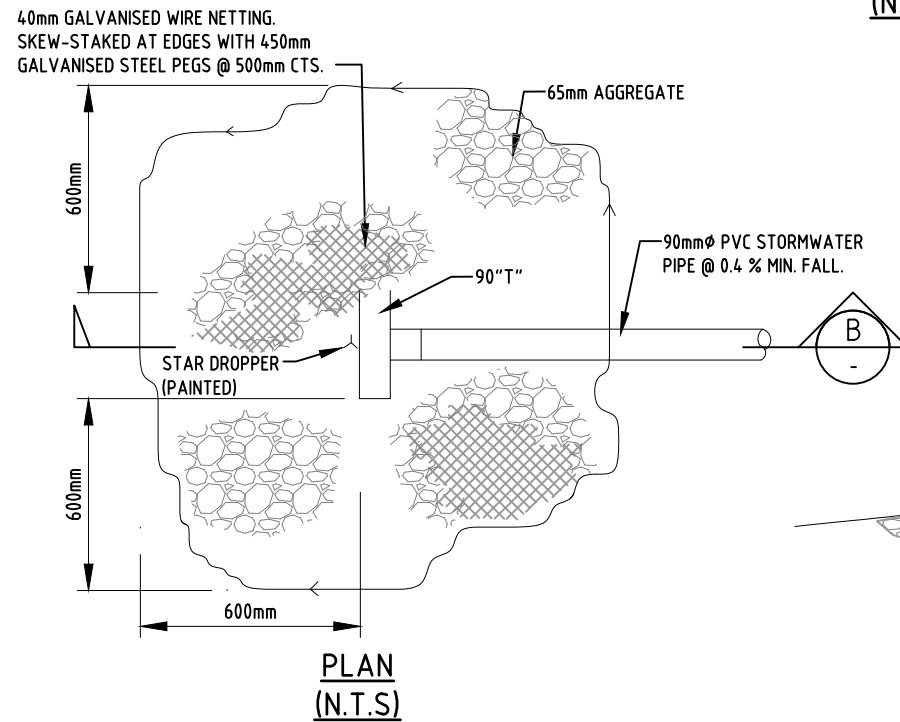 (N.
40mm GALVANISED WIRE NETTING.
SKEW-STAKED AT EDGES WITH 450mm
GALVANISED STEEL PEGS @ 500mm CTS.
65mm AGGREGATE
600mm
90mmø PVC STORMWATER
PIPE @ 0.4 % MIN. FALL.
90"T"
B
-
STAR DROPPER
(PAINTED)
600mm
600mm
PLAN
(N.T.S)